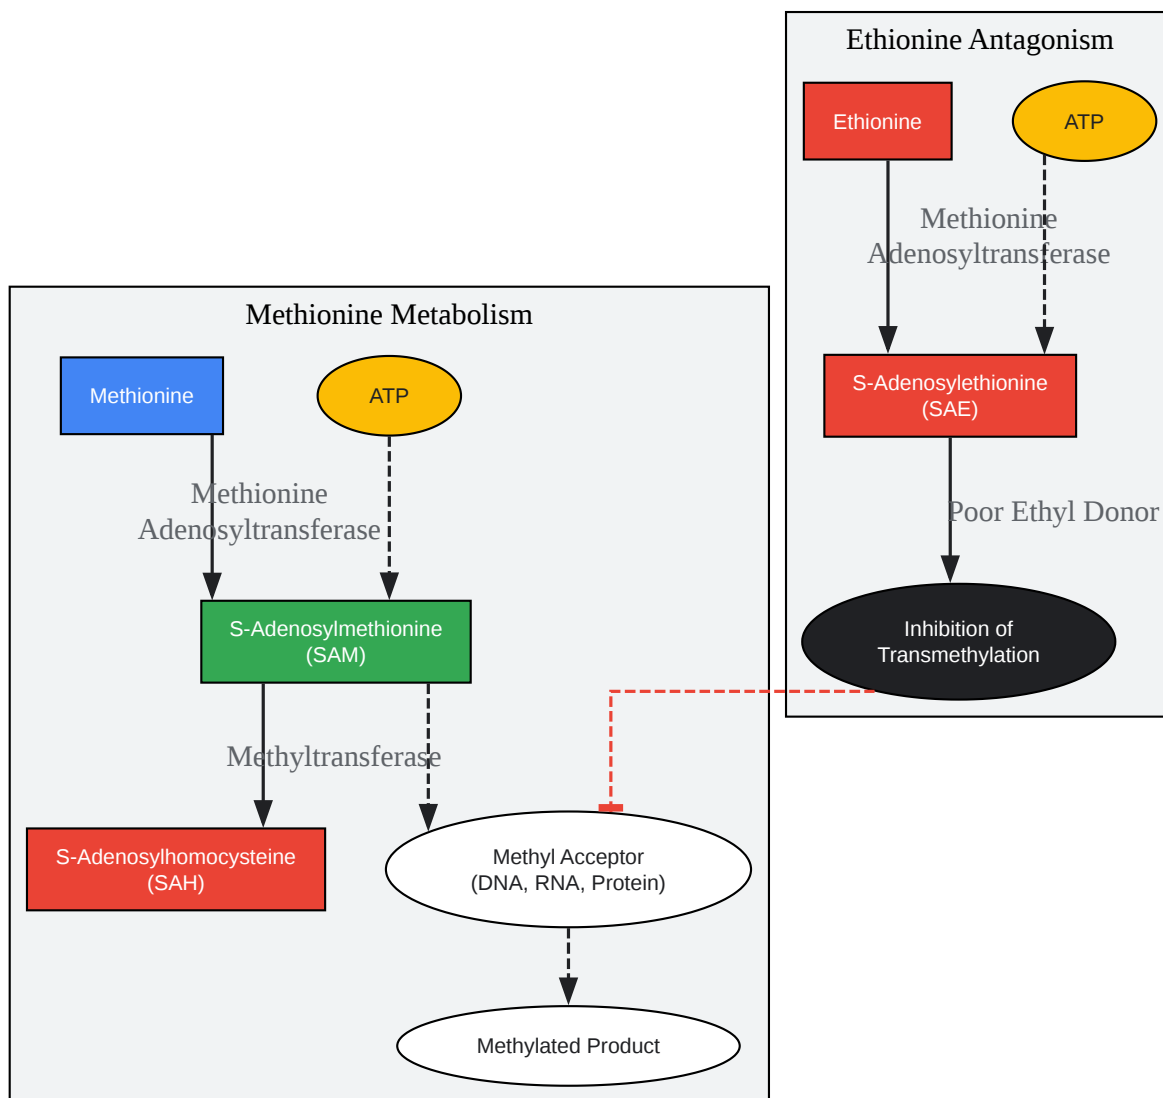 Ethionine Antagonism
Ethionine
ATP
Methionine
Adenosyltransferase
S-Adenosylethionine
(SAE)
Poor Ethyl Donor
Inhibition of
Transmethylation
Methionine Metabolism
Methionine
ATP
Methionine
Adenosyltransferase
S-Adenosylmethionine
(SAM)
Methyltransferase
S-Adenosylhomocysteine
(SAH)
Methyl Acceptor
(DNA, RNA, Protein)
Methylated Product